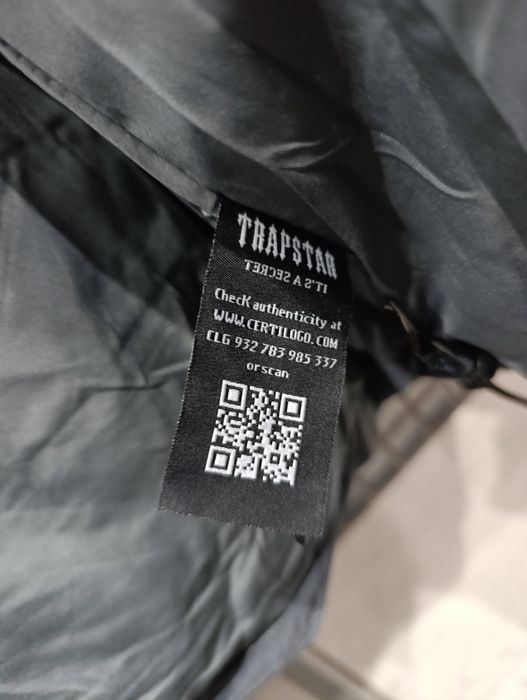 TRAPSTAR
IT'S A SECRET
Check authenticity at
WWW.CERTILOGO.COM
CLG 932 783 985 337
or scan